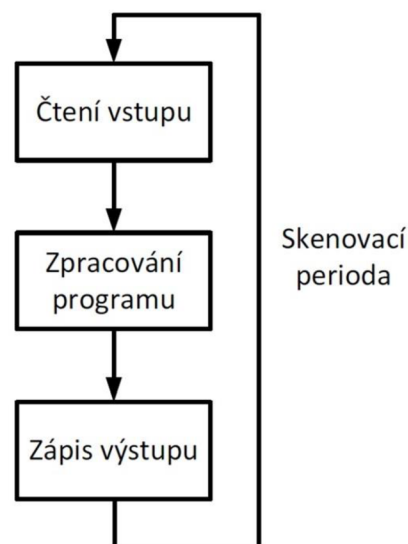 Čtení vstupu
Zpracování
programu
Skenovací
perioda
Zápis výstupu